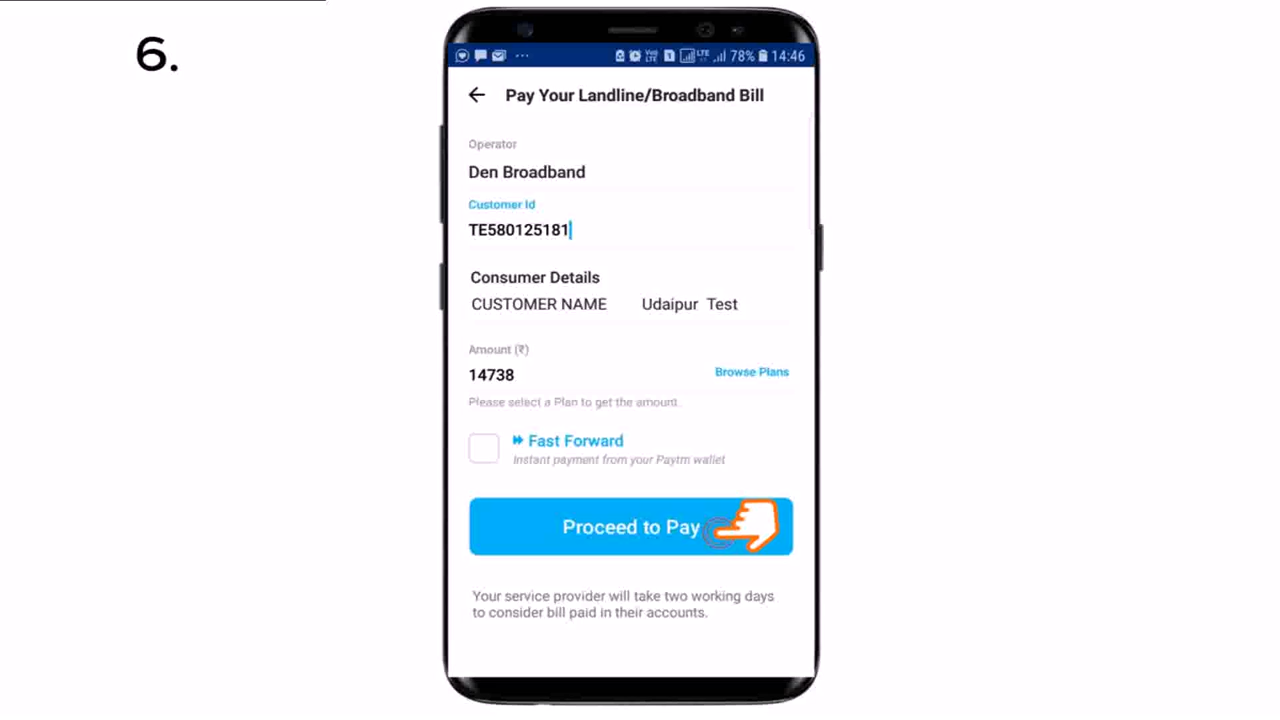 6.
LTE 78% 14:46
Pay Your Landline/Broadband Bill
Operator
Den Broadband
Customer Id
TE580125181
Consumer Details
CUSTOMER NAME Udaipur Test
Amount (₹)
14738 Browse Plans
Please select a Plan to get the amount.
Fast Forward
Instant payment from your Paytm wallet
Proceed to Pay
Your service provider will take two working days
to consider bill paid in their accounts.